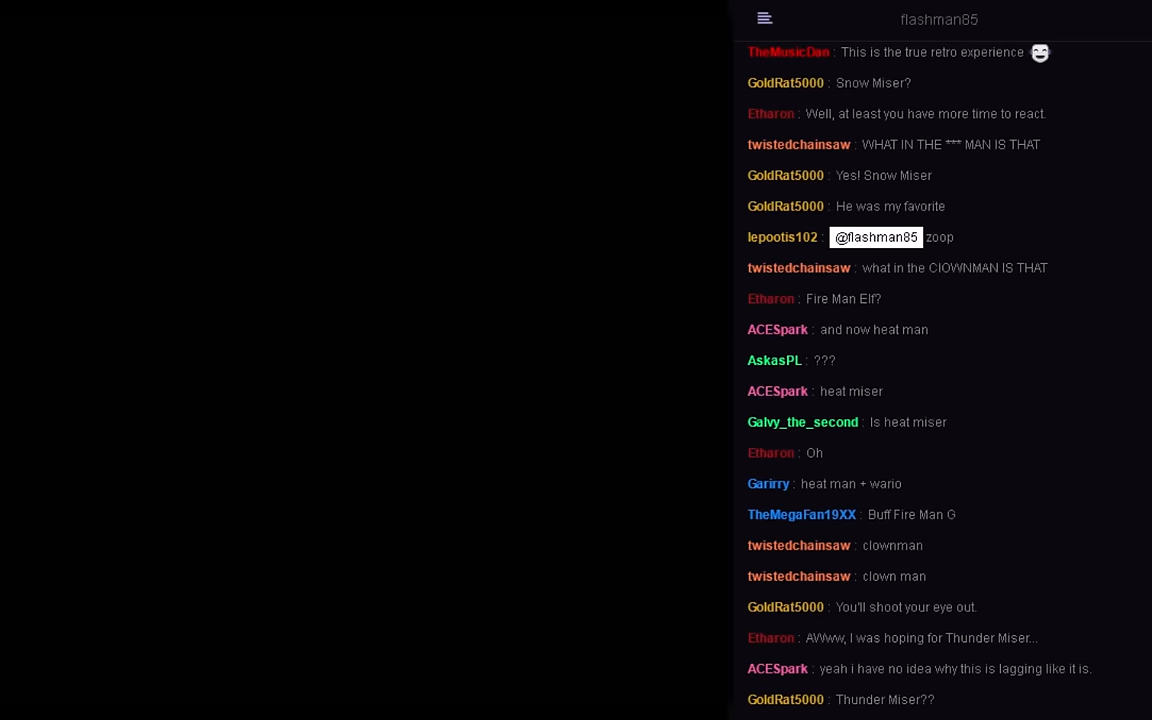 flashman85
TheMusicDan : This is the true retro experience
GoldRat5000 : Snow Miser?
Etharon : Well, at least you have more time to react.
twistedchainsaw : WHAT IN THE *** MAN IS THAT
GoldRat5000 : Yes! Snow Miser
GoldRat5000 : He was my favorite
lepootis102 : @flashman85 zoop
twistedchainsaw : what in the ClOWNMAN IS THAT
Etharon : Fire Man Elf?
ACESpark : and now heat man
AskasPL : ???
ACESpark : heat miser
Galvy_the_second : Is heat miser
Etharon : Oh
Garirry : heat man + wario
TheMegaFan19XX : Buff Fire Man G
twistedchainsaw : clownman
twistedchainsaw : clown man
GoldRat5000 : You'll shoot your eye out.
Etharon : AWww, I was hoping for Thunder Miser...
ACESpark : yeah i have no idea why this is lagging like it is.
GoldRat5000 : Thunder Miser??